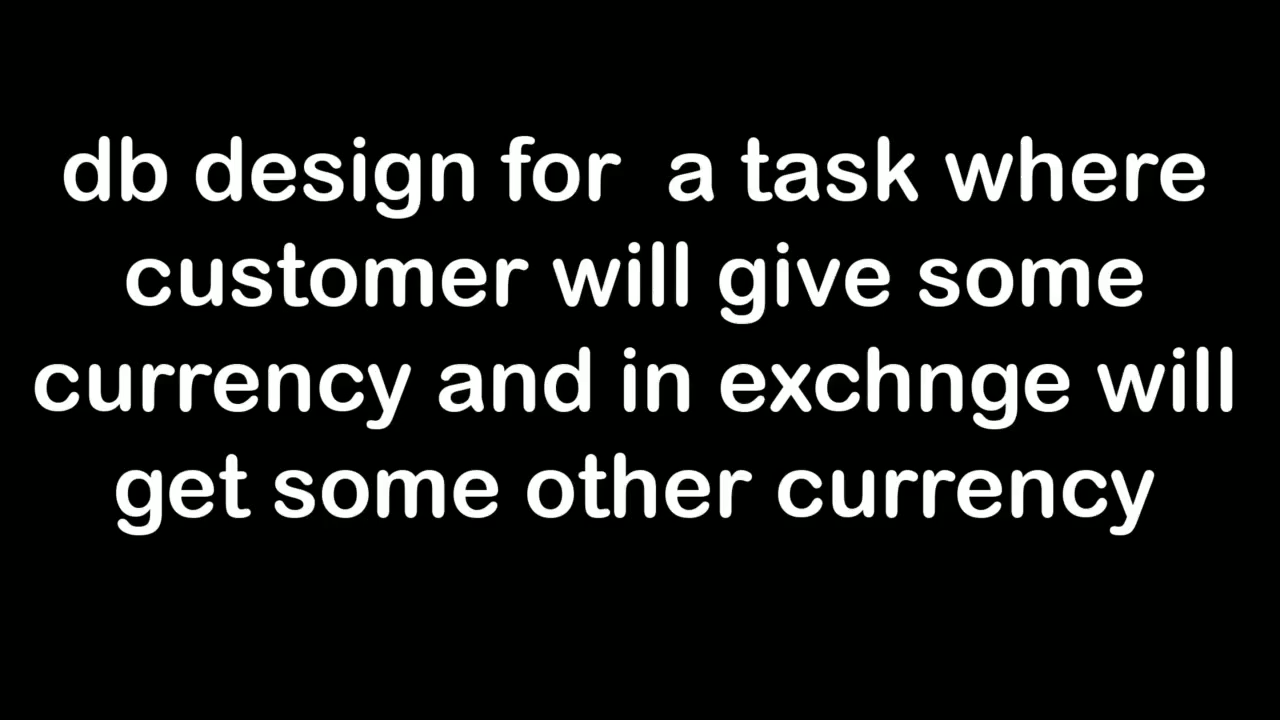 db design for  a task where
customer will give some
currency and in exchnge will
get some other currency